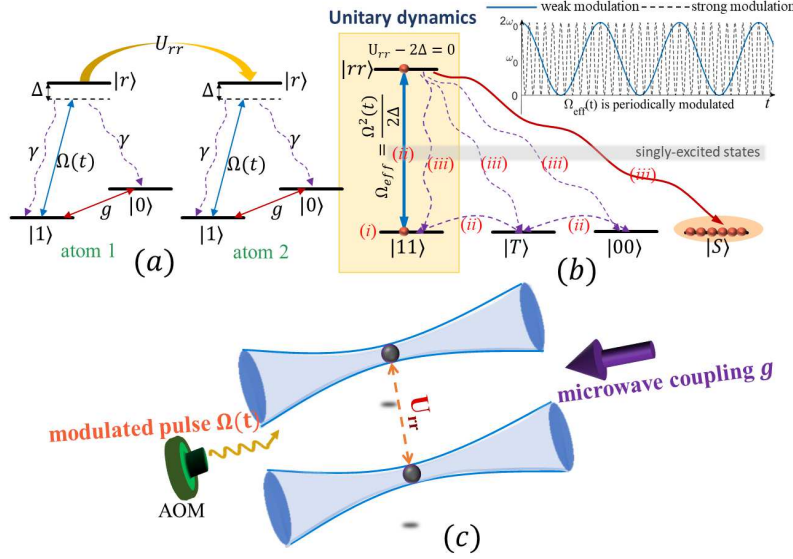 (a)
U_rr
Δ
|r⟩
Δ
|r⟩
γ
γ
Ω(t)
g
|0⟩
|1⟩
atom 1
γ
γ
Ω(t)
g
|0⟩
|1⟩
atom 2
Unitary dynamics
U_rr − 2Δ = 0
|rr⟩
Ω_eff = Ω²(t)/2Δ
(ii)
(iii)
(iii)
(iii)
(iii)
singly-excited states
(i)
(ii)
(ii)
|11⟩
|T⟩
|00⟩
|S⟩
(b)
weak modulation
strong modulation
2ω₀
ω₀
0
Ω_eff(t) is periodically modulated
t
modulated pulse Ω(t)
AOM
U_rr
microwave coupling g
(c)